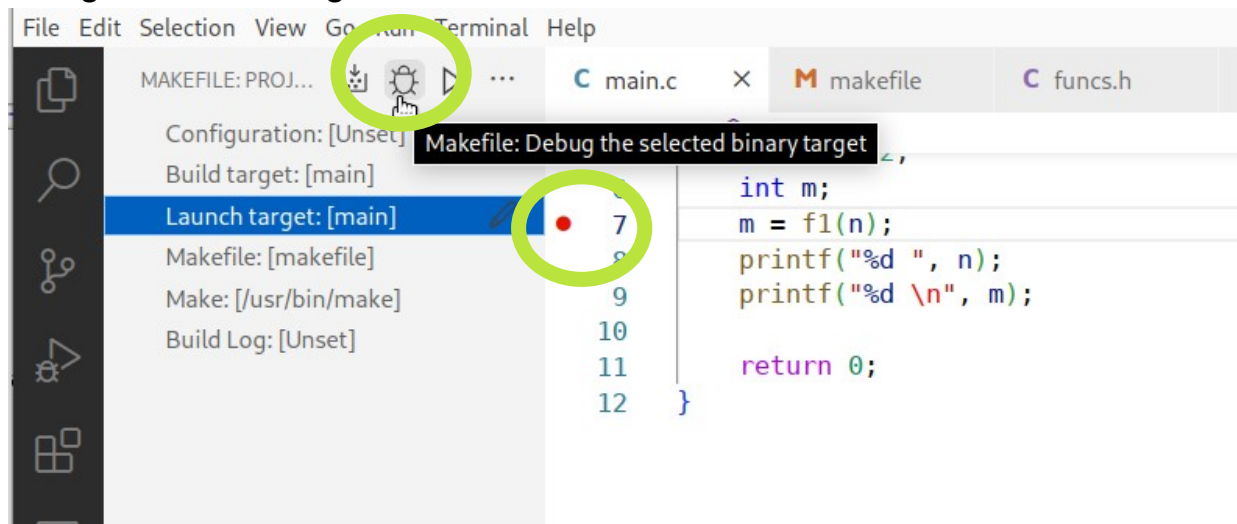 File Edit Selection View Go Run Terminal Help
MAKEFILE: PROJ...
C main.c × M makefile C funcs.h
Configuration: [Unset]
Makefile: Debug the selected binary target
Build target: [main]
int m;
Launch target: [main]
7 m = f1(n);
Makefile: [makefile]
8 printf("%d ", n);
Make: [/usr/bin/make]
9 printf("%d \n", m);
10
Build Log: [Unset]
11 return 0;
12 }